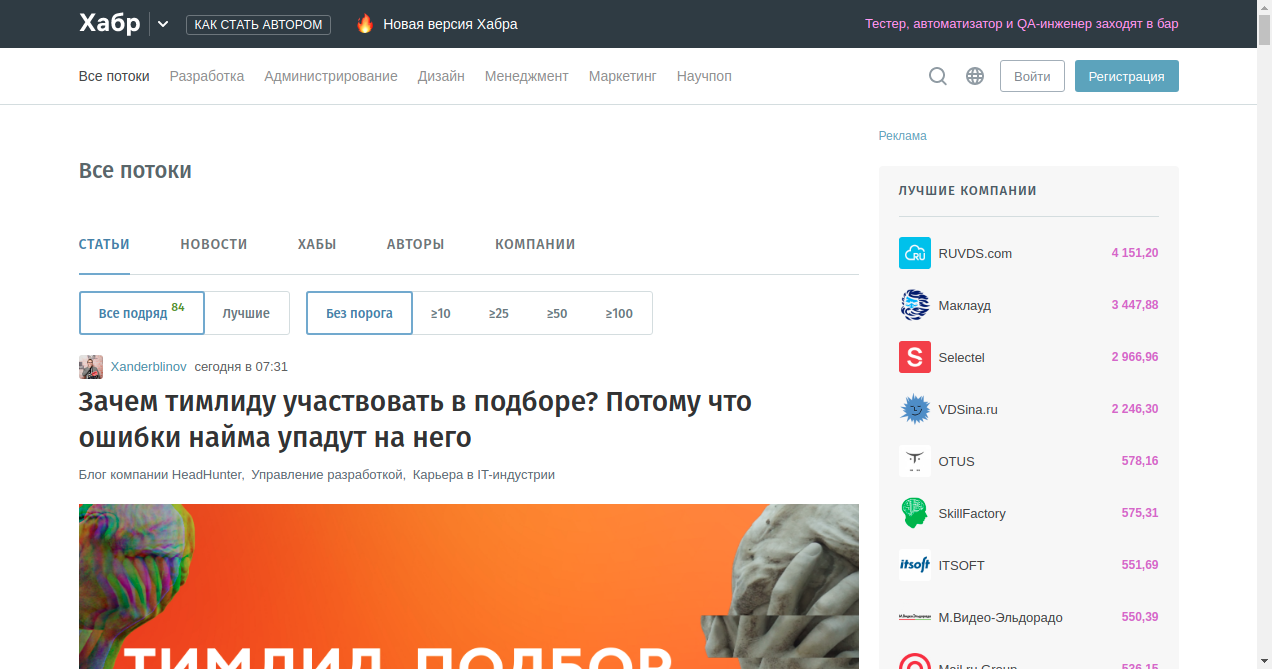 Хабр
КАК СТАТЬ АВТОРОМ
Новая версия Хабра
Тестер, автоматизатор и QA-инженер заходят в бар
Все потоки Разработка Администрирование Дизайн Менеджмент Маркетинг Научпоп
Войти
Регистрация
Все потоки
СТАТЬИ НОВОСТИ ХАБЫ АВТОРЫ КОМПАНИИ
Все подряд 84 Лучшие Без порога ≥10 ≥25 ≥50 ≥100
Xanderblinov сегодня в 07:31
Зачем тимлиду участвовать в подборе? Потому что
ошибки найма упадут на него
Блог компании HeadHunter, Управление разработкой, Карьера в IT-индустрии
ТИМЛИД ПОДБОР
Реклама
ЛУЧШИЕ КОМПАНИИ
RU RUVDS.com 4 151,20
Маклауд 3 447,88
S Selectel 2 966,96
VDSina.ru 2 246,30
OTUS 578,16
SkillFactory 575,31
itsoft ITSOFT 551,69
М.Видео-Эльдорадо 550,39
Mail.ru Group 536,15